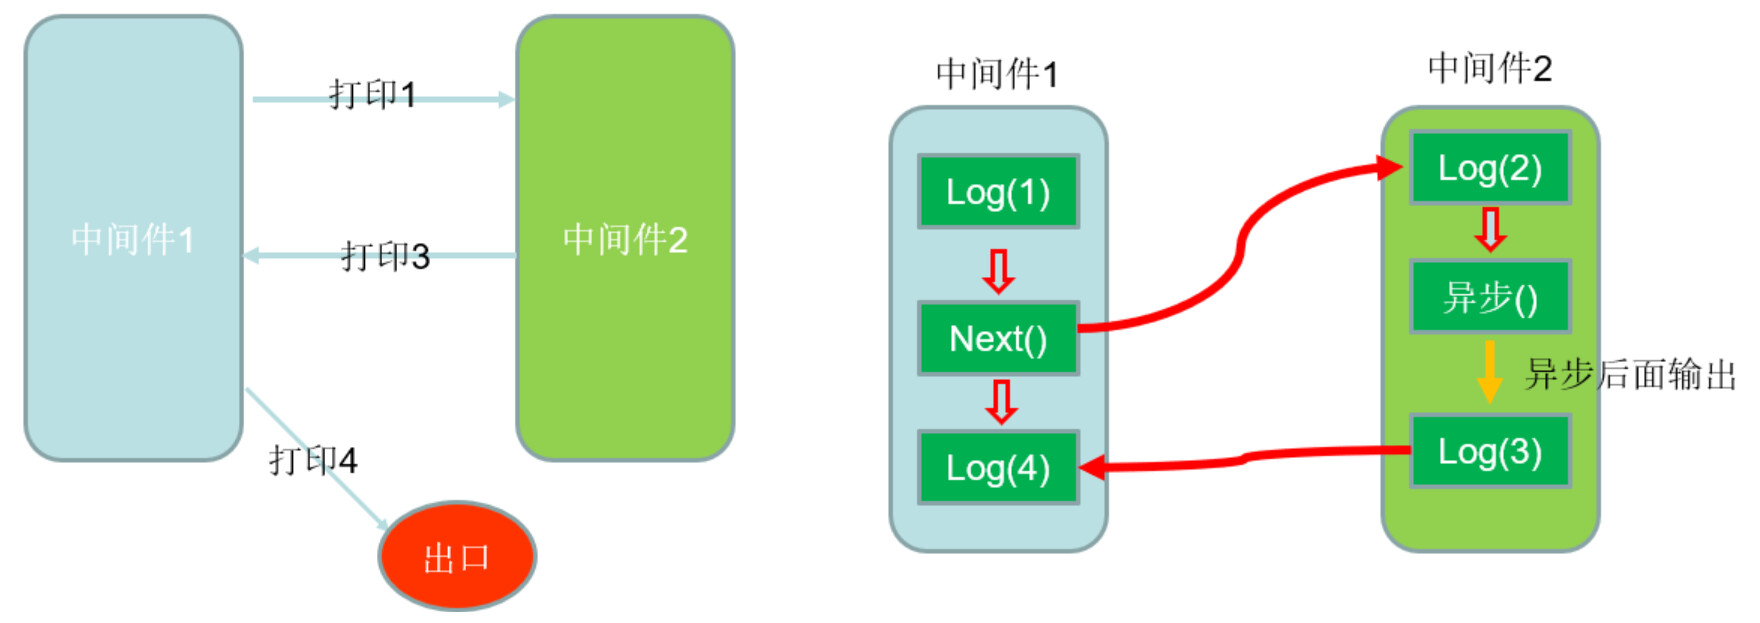 打印1
中间件1
中间件2
打印3
打印4
出口
中间件1
Log(1)
Next()
Log(4)
中间件2
Log(2)
异步()
异步后面输出
Log(3)